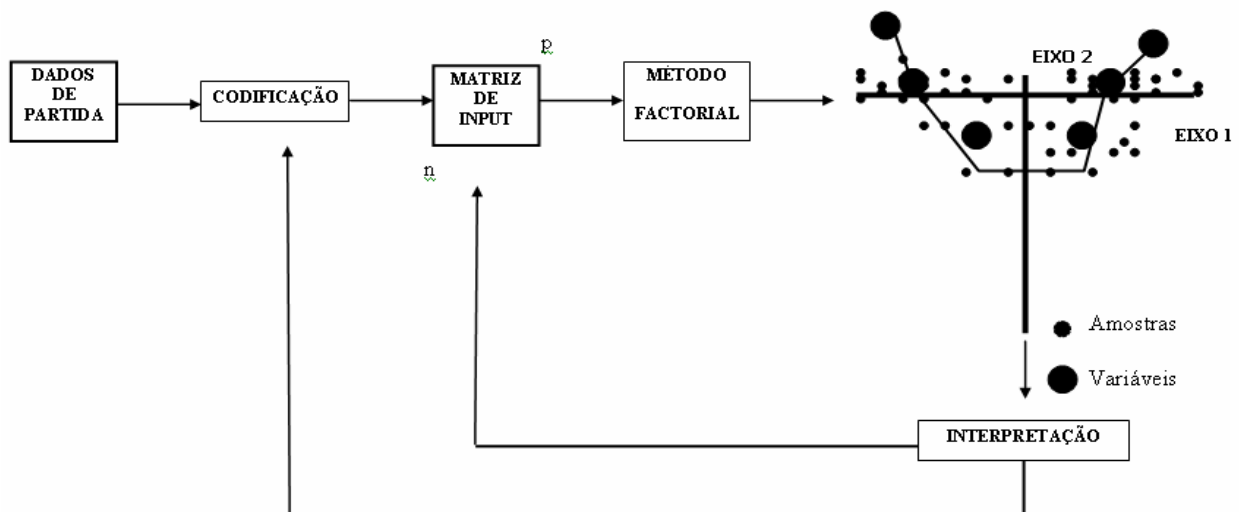 DADOS
DE
PARTIDA
CODIFICAÇÃO
p
MATRIZ
DE
INPUT
n
MÉTODO
FACTORIAL
EIXO 2
EIXO 1
Amostras
Variáveis
INTERPRETAÇÃO